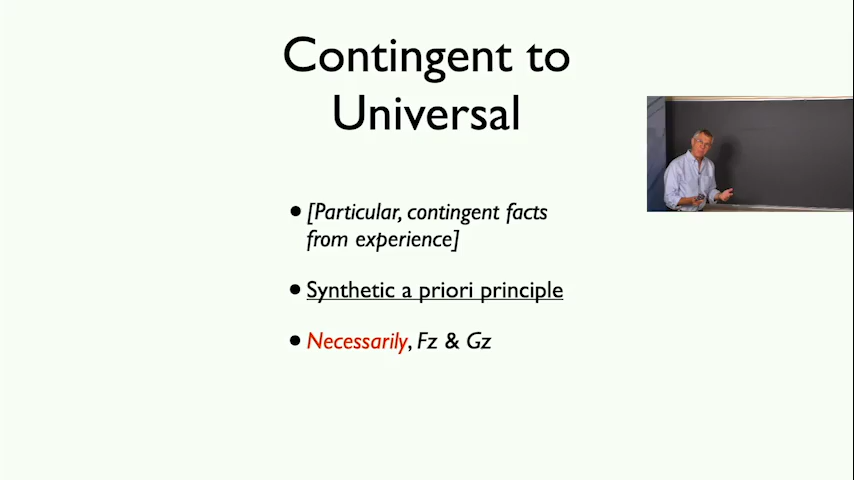 Contingent to
Universal
• [Particular, contingent facts
from experience]
• Synthetic a priori principle
• Necessarily, Fz & Gz